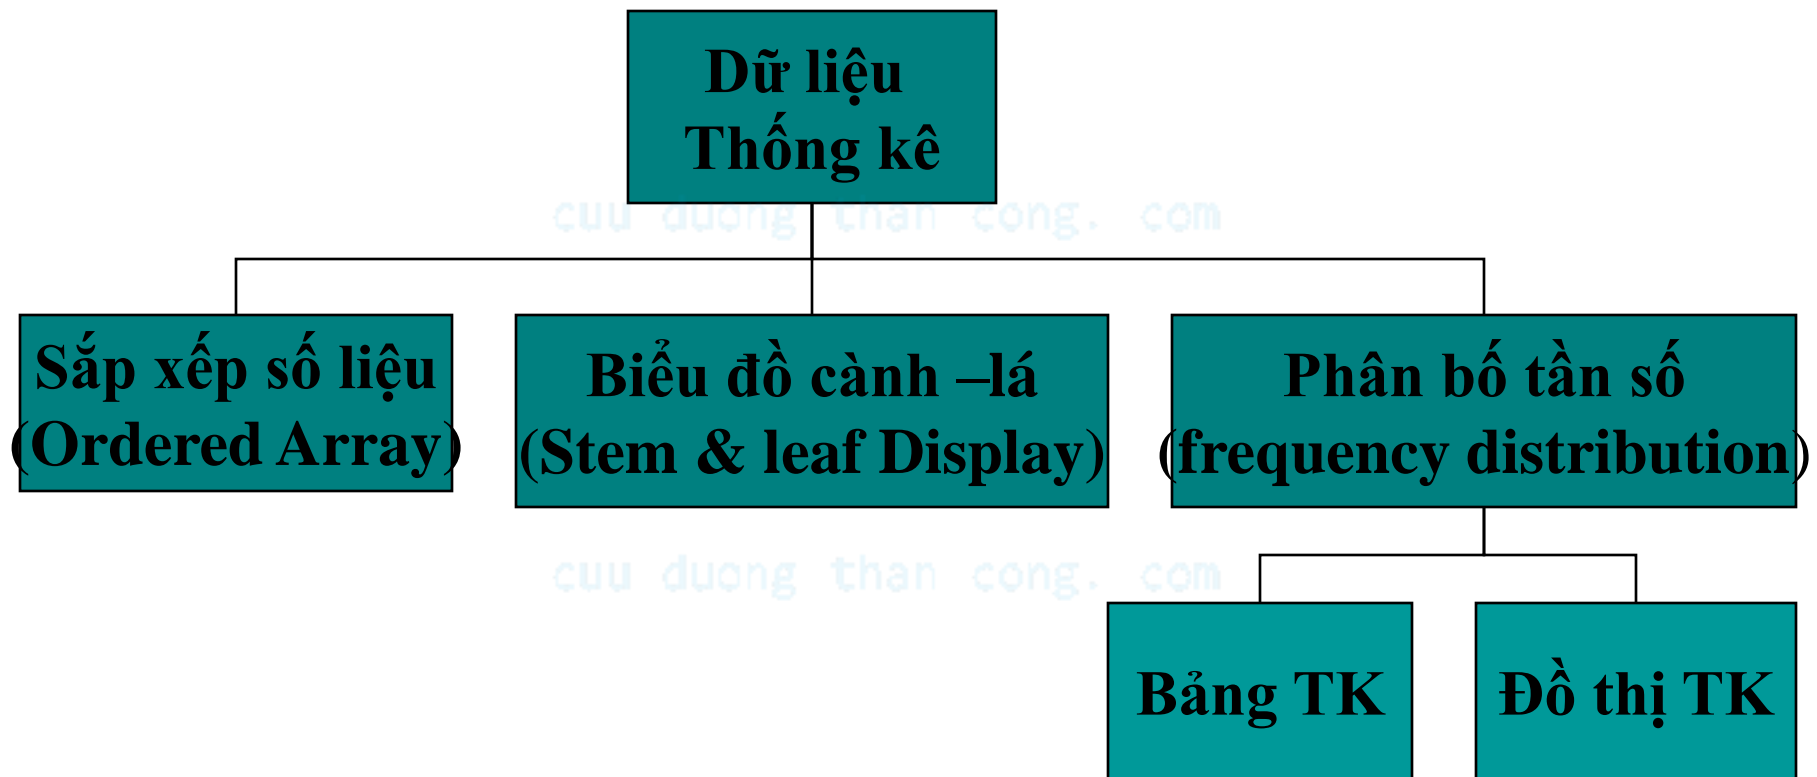 Dữ liệu
Thống kê
cuu duong than cong. com
Sắp xếp số liệu
(Ordered Array)
Biểu đồ cành –lá
(Stem & leaf Display)
Phân bố tần số
(frequency distribution)
cuu duong than cong. com
Bảng TK
Đồ thị TK